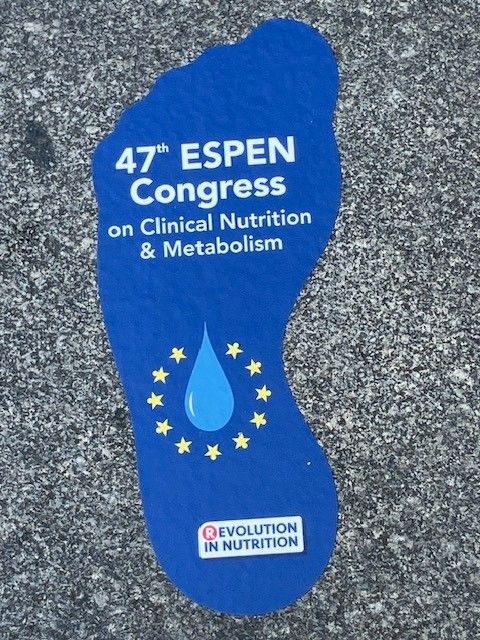 47th ESPEN
Congress
on Clinical Nutrition
& Metabolism
REVOLUTION
IN NUTRITION